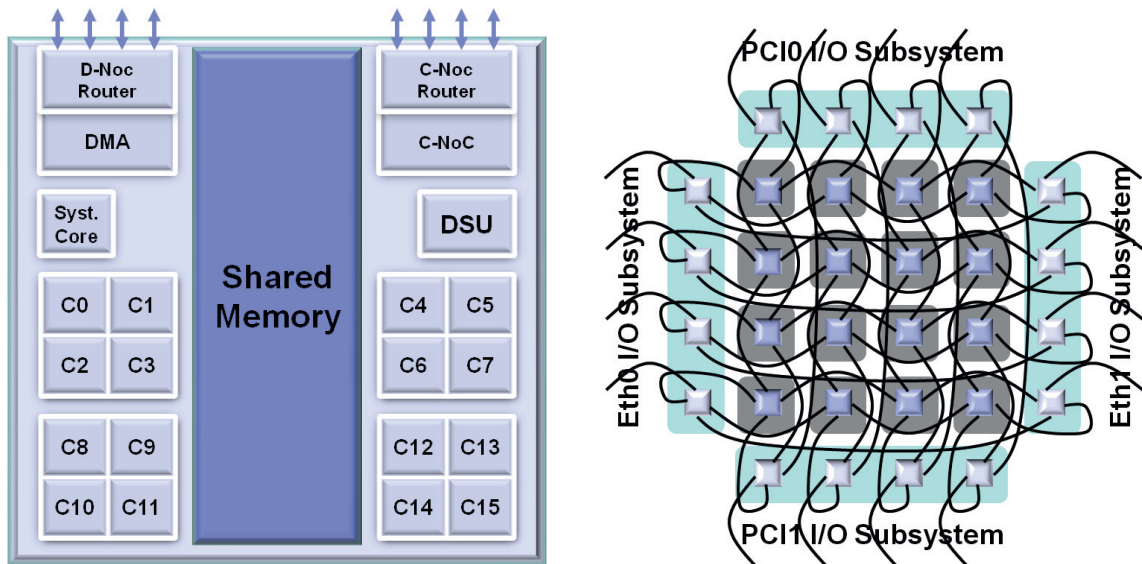 D-Noc
Router
DMA
Syst.
Core
C0 C1
C2 C3
C8 C9
C10 C11
Shared
Memory
C-Noc
Router
C-NoC
DSU
C4 C5
C6 C7
C12 C13
C14 C15
PCI0 I/O Subsystem
Eth0 I/O Subsystem
Eth1 I/O Subsystem
PCI1 I/O Subsystem